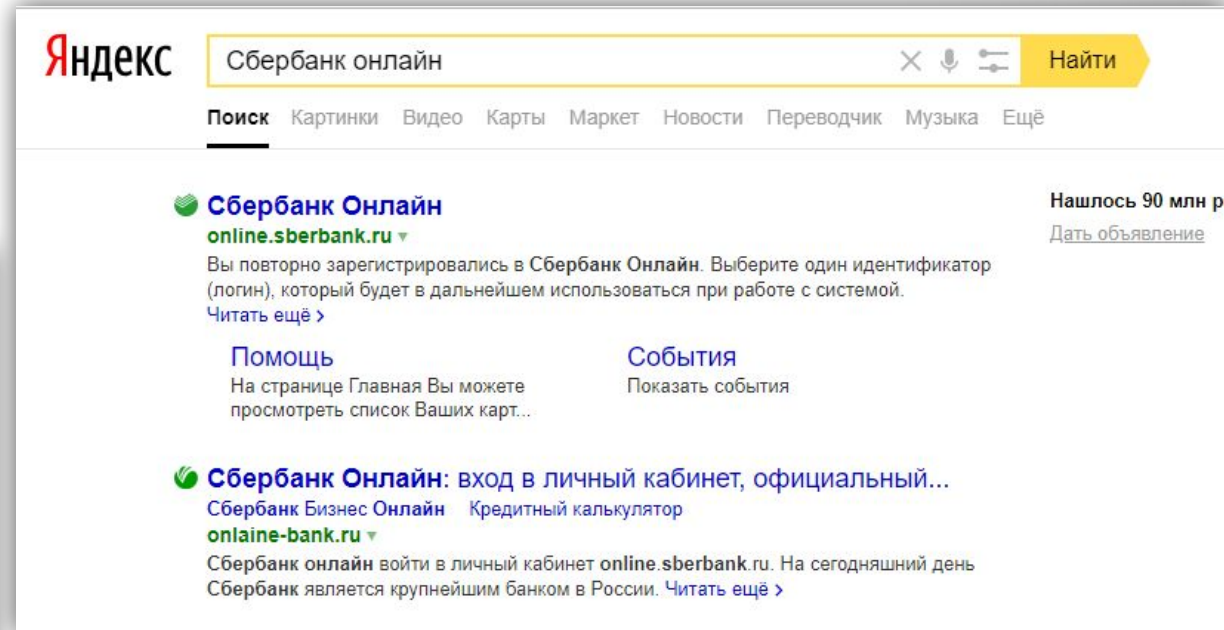 Яндекс
Сбербанк онлайн
Найти
Поиск Картинки Видео Карты Маркет Новости Переводчик Музыка Ещё
Сбербанк Онлайн
online.sberbank.ru
Вы повторно зарегистрировались в Сбербанк Онлайн. Выберите один идентификатор
(логин), который будет в дальнейшем использоваться при работе с системой.
Читать ещё >
Помощь
На странице Главная Вы можете
просмотреть список Ваших карт...
События
Показать события
Сбербанк Онлайн: вход в личный кабинет, официальный...
Сбербанк Бизнес Онлайн Кредитный калькулятор
onlaine-bank.ru
Сбербанк онлайн войти в личный кабинет online.sberbank.ru. На сегодняшний день
Сбербанк является крупнейшим банком в России. Читать ещё >
Нашлось 90 млн р
Дать объявление